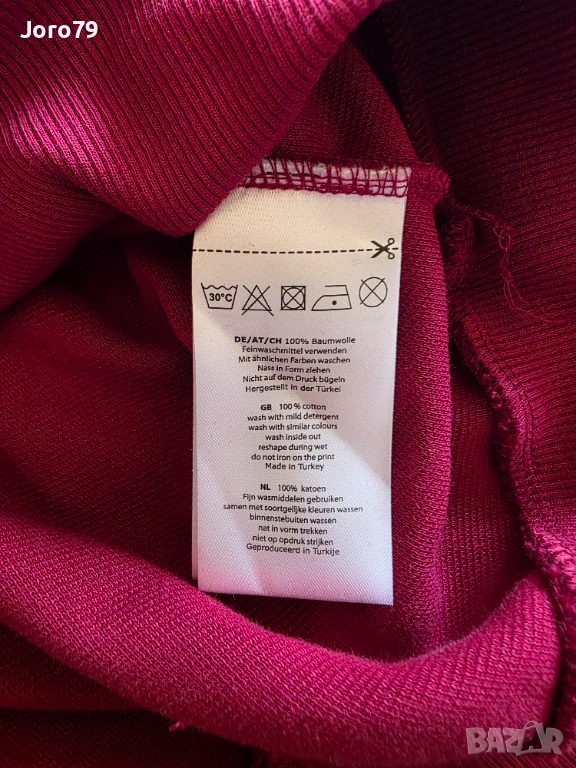 Joro79
30°C
DE/AT/CH 100% Baumwolle
Feinwaschmittel verwenden
Mit ähnlichen Farben waschen
Nass in Form ziehen
Nicht auf dem Druck bügeln
Hergestellt in der Türkei
GB 100% cotton
wash with mild detergent
wash with similar colours
wash inside out
reshape during wet
do not iron on the print
Made in Turkey
NL 100% katoen
Fijn wasmiddelen gebruiken
samen met soortgelijke kleuren wassen
binnenstebuiten wassen
nat in vorm trekken
niet op opdruk strijken
Geproduceerd in Turkije
BAZAR